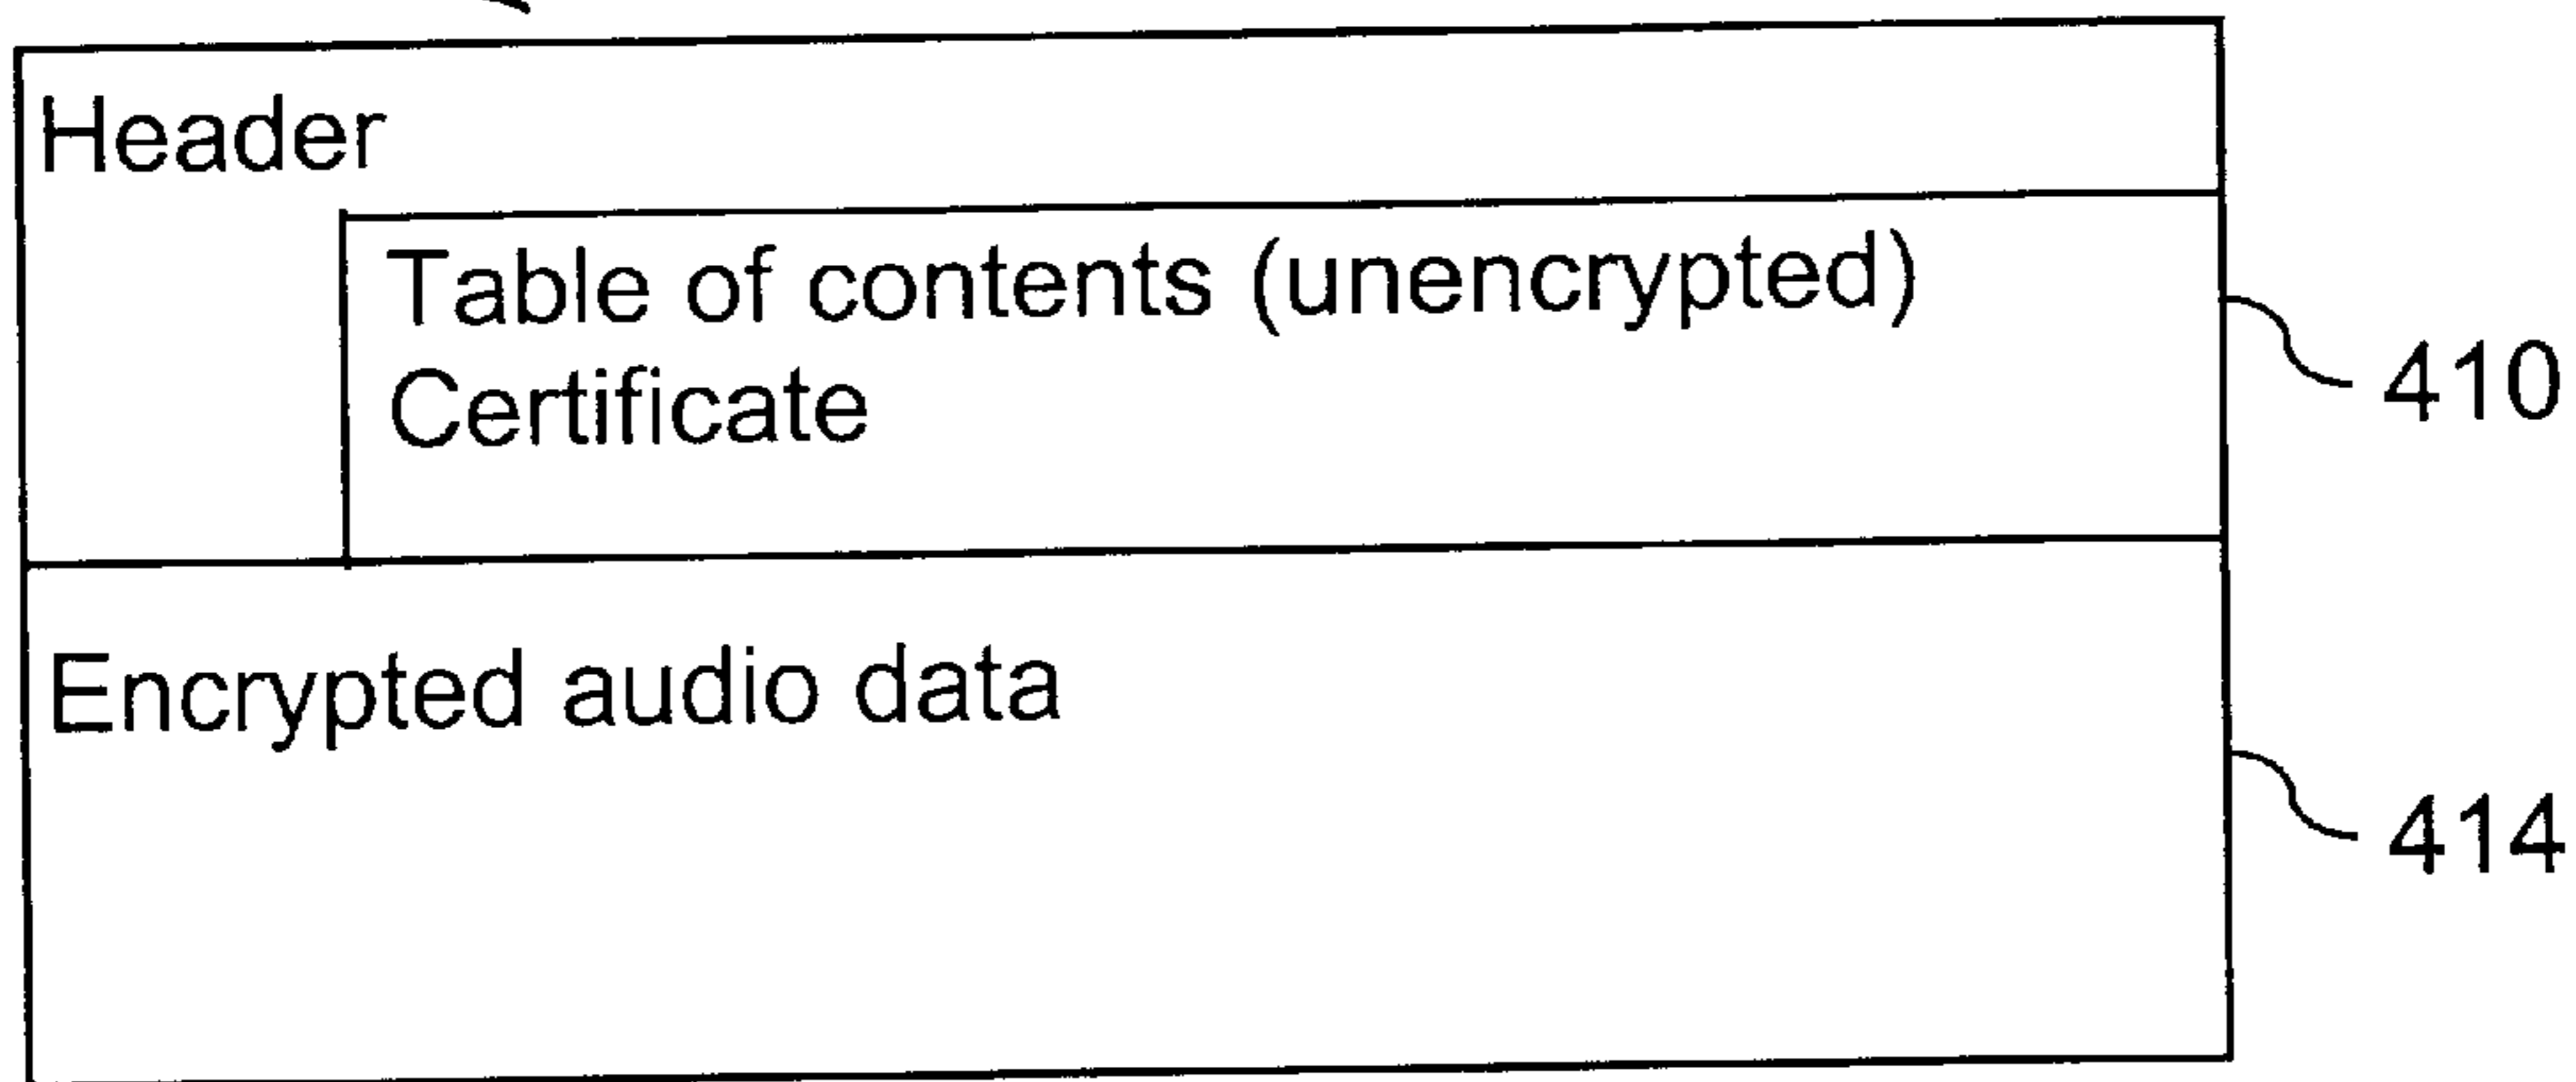 Header
Table of contents (unencrypted)
Certificate
410
Encrypted audio data
414